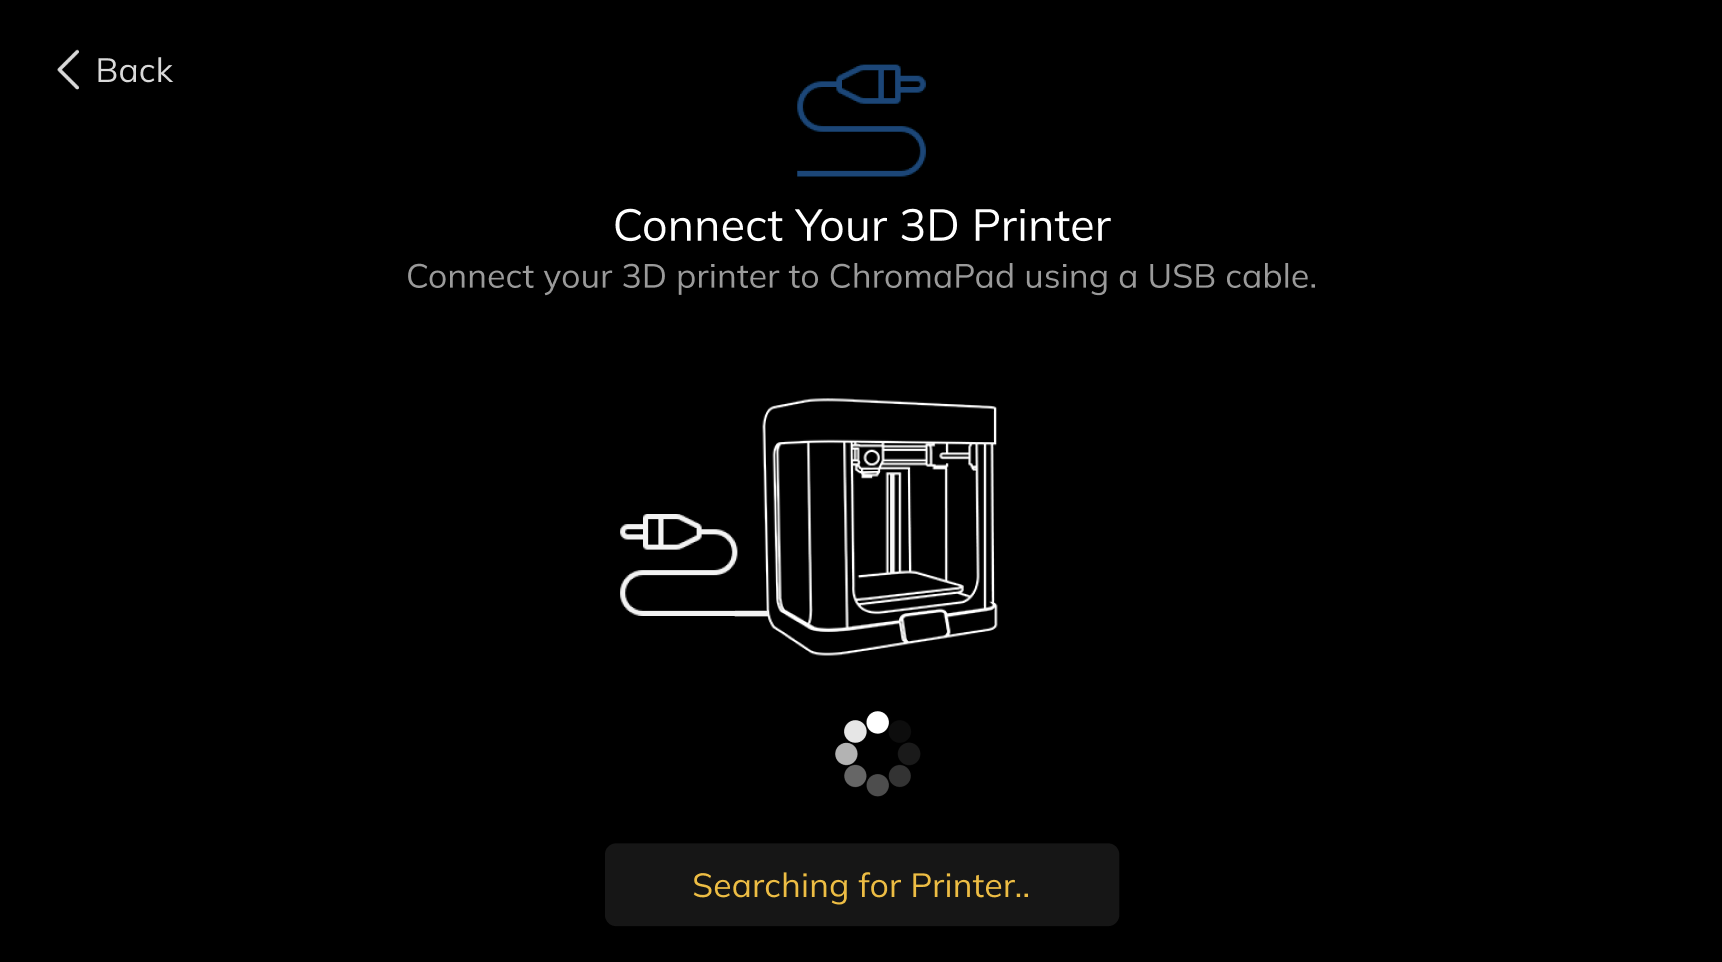 Back
Connect Your 3D Printer
Connect your 3D printer to ChromaPad using a USB cable.
Searching for Printer..